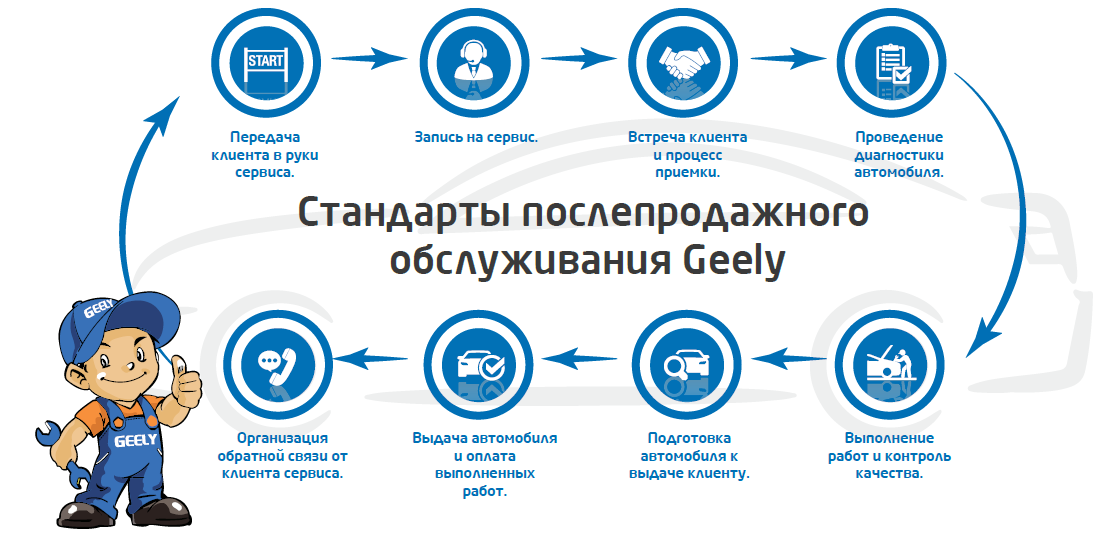 START
Передача
клиента в руки
сервиса.
Запись на сервис.
Встреча клиента
и процесс
приемки.
Проведение
диагностики
автомобиля.
Стандарты послепродажного
обслуживания Geely
GEELY
GEELY
Организация
обратной связи от
клиента сервиса.
Выдача автомобиля
и оплата
выполненных
работ.
Подготовка
автомобиля к
выдаче клиенту.
Выполнение
работ и контроль
качества.